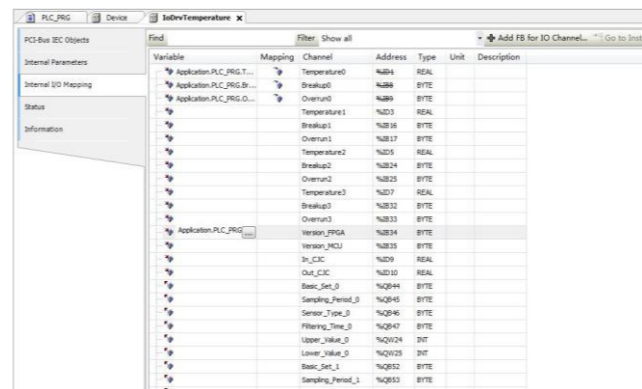 PLC_PRG Device IoDrvTemperature x
PCI-Bus IEC Objects
Internal Parameters
Internal I/O Mapping
Status
Information
Find Filter Show all Add FB for IO Channel... Go to Inst
Variable Mapping Channel Address Type Unit Description
Application.PLC_PRG.T... Temperature0 REAL
Application.PLC_PRG.Br... Breakup0 BYTE
Application.PLC_PRG.O... Overrun0 BYTE
Temperature1 %ID3 REAL
Breakup1 %IB16 BYTE
Overrun1 %IB17 BYTE
Temperature2 %ID5 REAL
Breakup2 %IB24 BYTE
Overrun2 %IB25 BYTE
Temperature3 %ID7 REAL
Breakup3 %IB32 BYTE
Overrun3 %IB33 BYTE
Application.PLC_PRG ... Version_FPGA %IB34 BYTE
Version_MCU %IB35 BYTE
In_CJC %ID9 REAL
Out_CJC %ID10 REAL
Basic_Set_0 %QB44 BYTE
Sampling_Period_0 %QB45 BYTE
Sensor_Type_0 %QB46 BYTE
Filtering_Time_0 %QB47 BYTE
Upper_Value_0 %QW24 INT
Lower_Value_0 %QW25 INT
Basic_Set_1 %QB52 BYTE
Sampling_Period_1 %QB53 BYTE